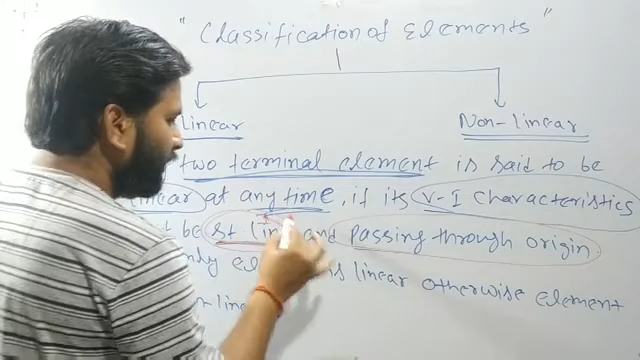 "Classification of Elements"
Linear Non-linear
two terminal element is said to be
linear at any time, if its V-I characteristics
be st line and passing through origin
is linear otherwise element